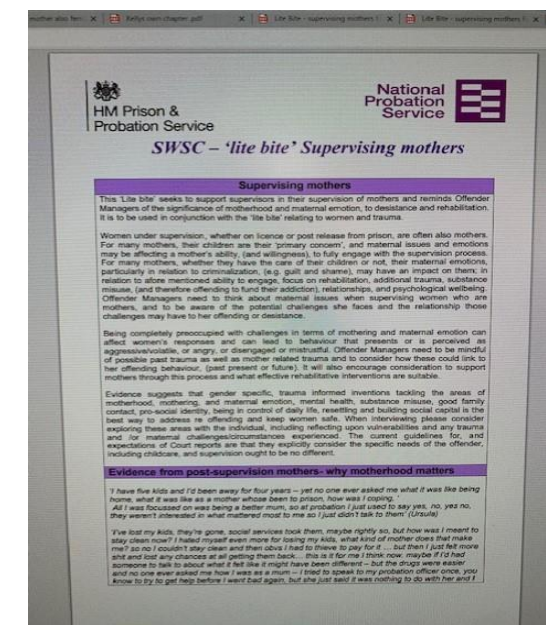 mother also fem
Kellys own chapter.pdf
Lite Bite - supervising mothers
Lite Bite - supervising mothers
HM Prison &
Probation Service
National
Probation
Service
SWSC – 'lite bite' Supervising mothers
Supervising mothers
This 'Lite bite' seeks to support supervisors in their supervision of mothers and reminds Offender
Managers of the significance of motherhood and maternal emotion, to desistance and rehabilitation.
It is to be used in conjunction with the 'lite bite' relating to women and trauma.
Women under supervision, whether on licence or post release from prison, are often also mothers.
For many mothers, their children are their 'primary concern', and maternal issues and emotions
may be affecting a mother's ability, (and willingness), to fully engage with the supervision process.
For many mothers, whether they have the care of their children or not, their maternal emotions,
particularly in relation to criminalization, (e.g. guilt and shame), may have an impact on them; in
relation to afore mentioned ability to engage, focus on rehabilitation, additional trauma, substance
misuse, (and therefore offending to fund their addiction), relationships, and psychological wellbeing.
Offender Managers need to think about maternal issues when supervising women who are
mothers, and to be aware of the potential challenges she faces and the relationship those
challenges may have to her offending or desistance.
Being completely preoccupied with challenges in terms of mothering and maternal emotion can
affect women's responses and can lead to behaviour that presents or is perceived as
aggressive/volatile, or angry, or disengaged or mistrustful. Offender Managers need to be mindful
of possible past trauma as well as mother related trauma and to consider how these could link to
her offending behaviour, (past present or future). It will also encourage consideration to support
mothers through this process and what effective rehabilitative interventions are suitable.
Evidence suggests that gender specific, trauma informed inventions tackling the areas of
motherhood, mothering, and maternal emotion, mental health, substance misuse, good family
contact, pro-social identity, being in control of daily life, resettling and building social capital is the
best way to address re offending and keep women safe. When interviewing please consider
exploring these areas with the individual, including reflecting upon vulnerabilities and any trauma
and /or maternal challenges/circumstances experienced. The current guidelines for, and
expectations of Court reports are that they explicitly consider the specific needs of the offender,
including childcare, and supervision ought to be no different.
Evidence from post-supervision mothers- why motherhood matters
'I have five kids and I'd been away for four years – yet no one ever asked me what it was like being
home, what it was like as a mother whose been to prison, how was I coping. '
All I was focussed on was being a better mum, so at probation I just used to say yes, no, yes no,
they weren't interested in what mattered most to me so I just didn't talk to them' (Ursula)
'I've lost my kids, they're gone, social services took them, maybe rightly so, but how was I meant to
stay clean now? I hated myself even more for losing my kids, what kind of mother does that make
me? so no I couldn't stay clean and then obvs I had to thieve to pay for it ... but then I just felt more
shit and lost any chances at all getting them back... this is it for me I think now, maybe if I'd had
someone to talk to about what it felt like it might have been different – but the drugs were easier
and no one ever asked me how I was as a mum – I tried to speak to my probation officer once, you
know to try to get help before I went bad again, but she just said it was nothing to do with her and I